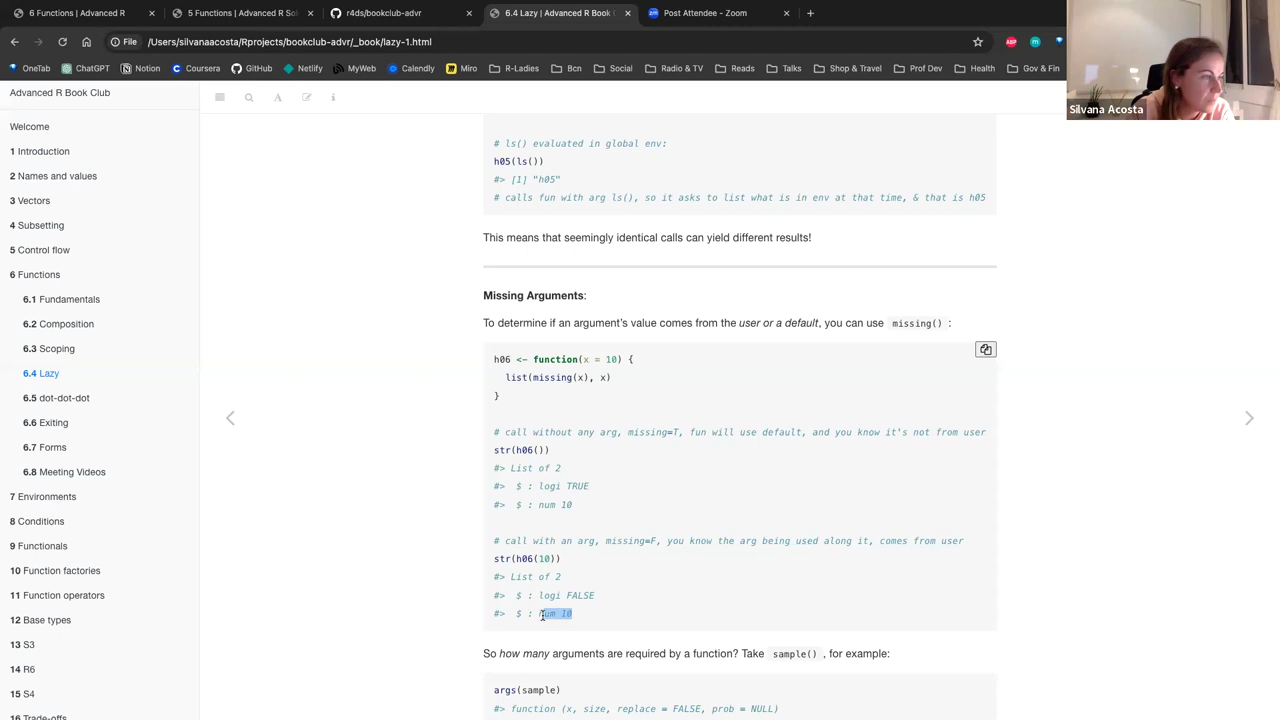 6 Functions | Advanced R
5 Functions | Advanced R Sol
r4ds/bookclub-advr
6.4 Lazy | Advanced R Book C
Post Attendee - Zoom
File /Users/silvanaacosta/Rprojects/bookclub-advr/_book/lazy-1.html
OneTab ChatGPT Notion Coursera GitHub Netlify MyWeb Calendly Miro R-Ladies Bcn Social Radio & TV Reads Talks Shop & Travel Prof Dev Health Gov & Fin
Silvana Acosta
Advanced R Book Club
Welcome
1 Introduction
2 Names and values
3 Vectors
4 Subsetting
5 Control flow
6 Functions
6.1 Fundamentals
6.2 Composition
6.3 Scoping
6.4 Lazy
6.5 dot-dot-dot
6.6 Exiting
6.7 Forms
6.8 Meeting Videos
7 Environments
8 Conditions
9 Functionals
10 Function factories
11 Function operators
12 Base types
13 S3
14 R6
15 S4
16 Trade-offs
# ls() evaluated in global env:
h05(ls())
#> [1] "h05"
# calls fun with arg ls(), so it asks to list what is in env at that time, & that is h05
This means that seemingly identical calls can yield different results!
Missing Arguments:
To determine if an argument's value comes from the user or a default, you can use missing() :
h06 <- function(x = 10) {
list(missing(x), x)
}
# call without any arg, missing=T, fun will use default, and you know it's not from user
str(h06())
#> List of 2
#>  $ : logi TRUE
#>  $ : num 10
# call with an arg, missing=F, you know the arg being used along it, comes from user
str(h06(10))
#> List of 2
#>  $ : logi FALSE
#>  $ : num 10
So how many arguments are required by a function? Take sample() , for example:
args(sample)
#> function (x, size, replace = FALSE, prob = NULL)